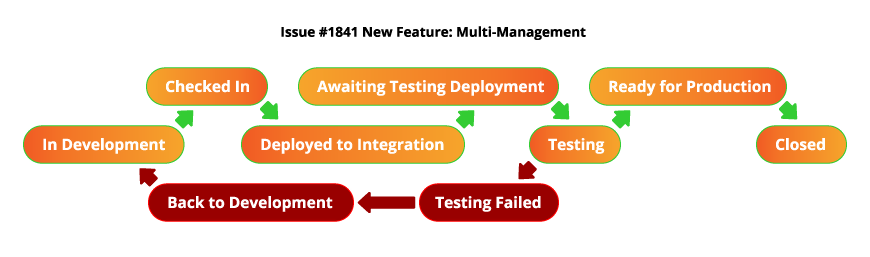 Issue #1841 New Feature: Multi-Management
Checked In
Awaiting Testing Deployment
Ready for Production
In Development
Deployed to Integration
Testing
Closed
Back to Development
Testing Failed